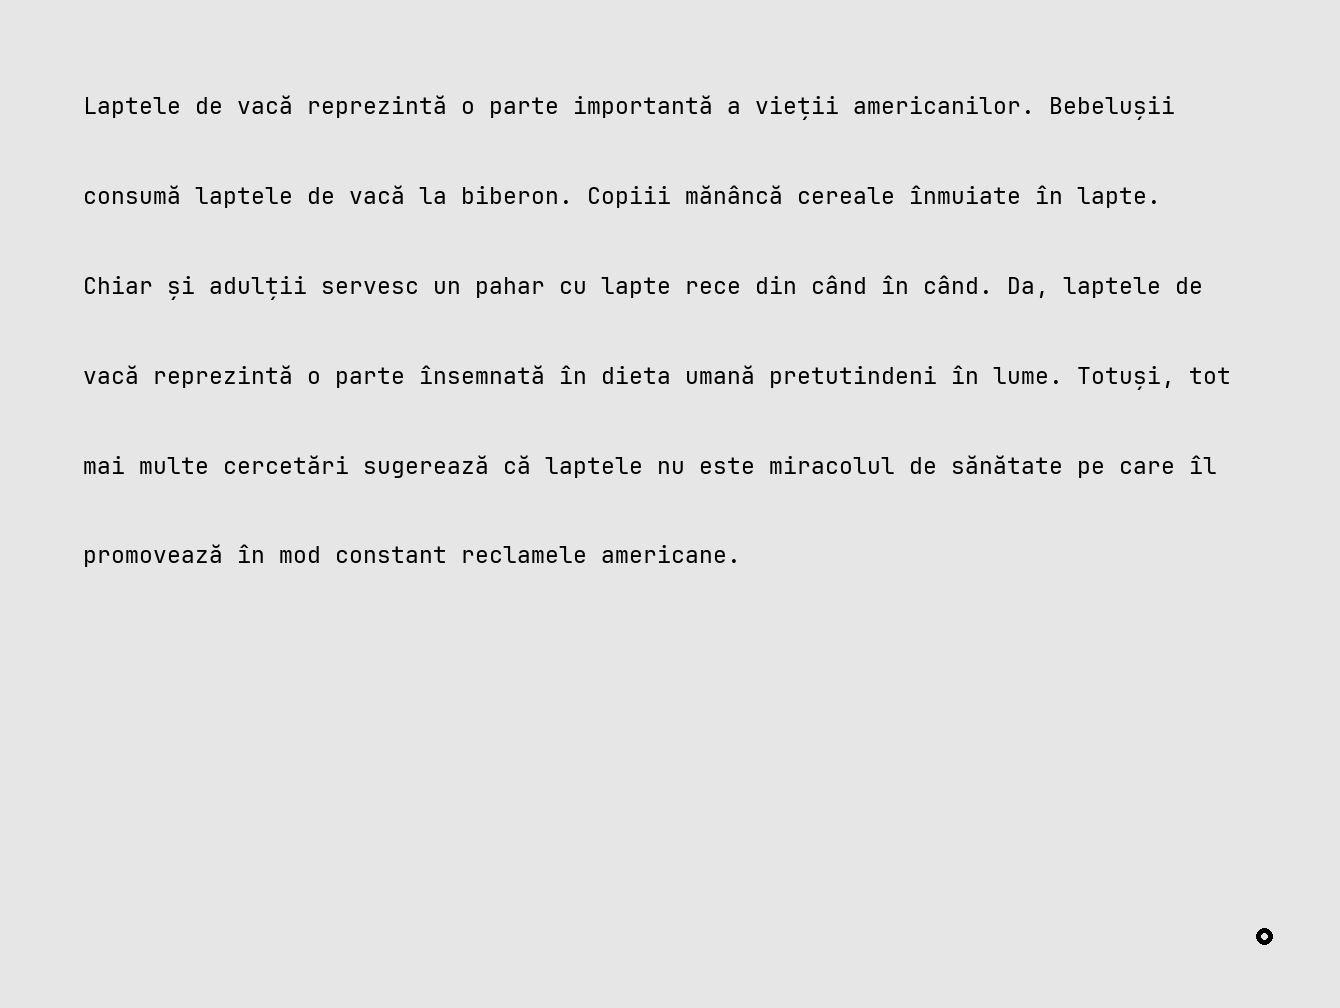 Laptele de vacă reprezintă o parte importantă a vieții americanilor. Bebelușii
consumă laptele de vacă la biberon. Copiii mănâncă cereale înmuiate în lapte.
Chiar și adulții servesc un pahar cu lapte rece din când în când. Da, laptele de
vacă reprezintă o parte însemnată în dieta umană pretutindeni în lume. Totuși, tot
mai multe cercetări sugerează că laptele nu este miracolul de sănătate pe care îl
promovează în mod constant reclamele americane.